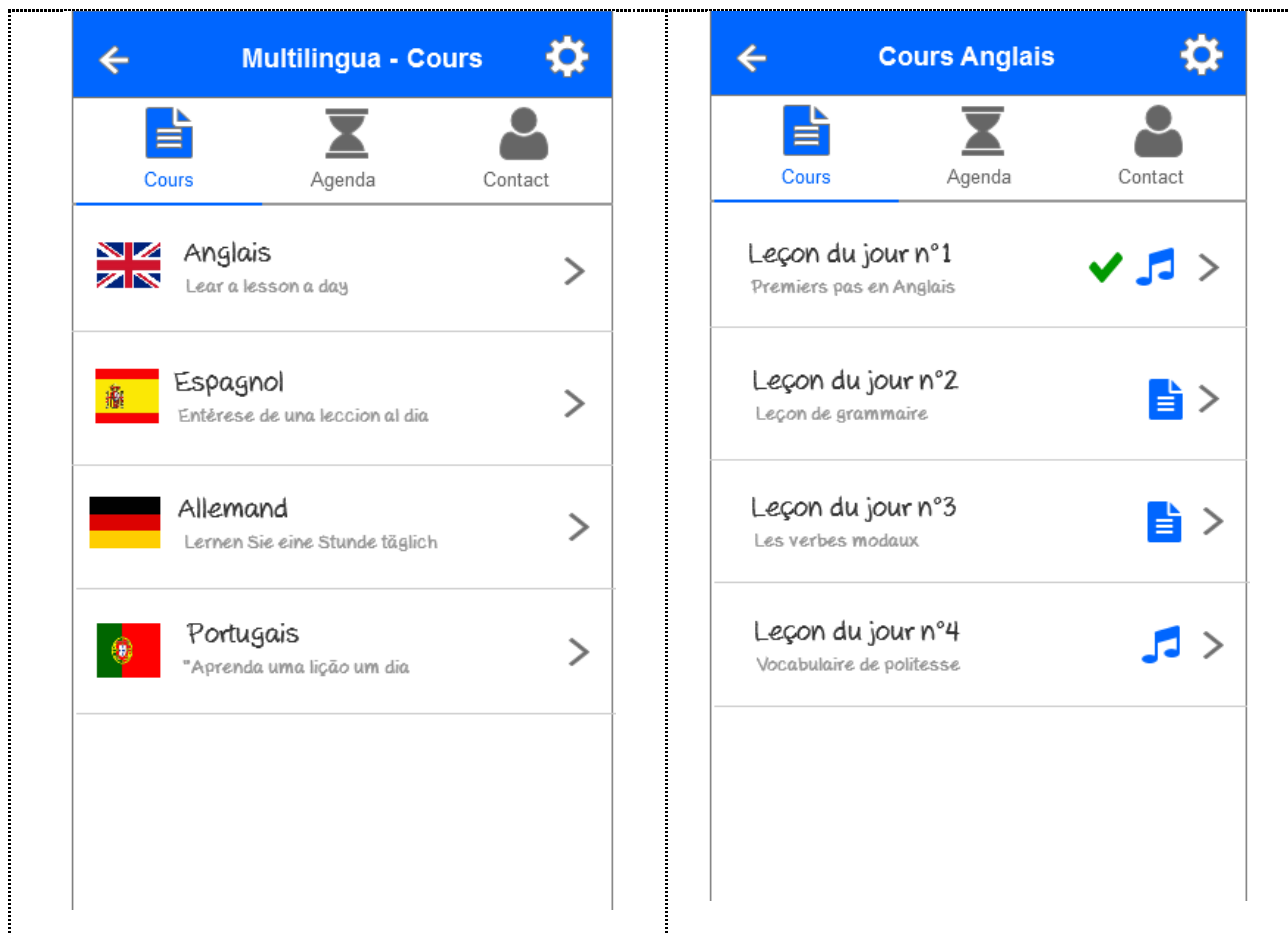 Multilingua - Cours
Cours
Agenda
Contact
Anglais
Lear a lesson a day
Espagnol
Entérese de una leccion al dia
Allemand
Lernen Sie eine Stunde täglich
Portugais
"Aprenda uma lição um dia
Cours Anglais
Cours
Agenda
Contact
Leçon du jour n°1
Premiers pas en Anglais
Leçon du jour n°2
Leçon de grammaire
Leçon du jour n°3
Les verbes modaux
Leçon du jour n°4
Vocabulaire de politesse